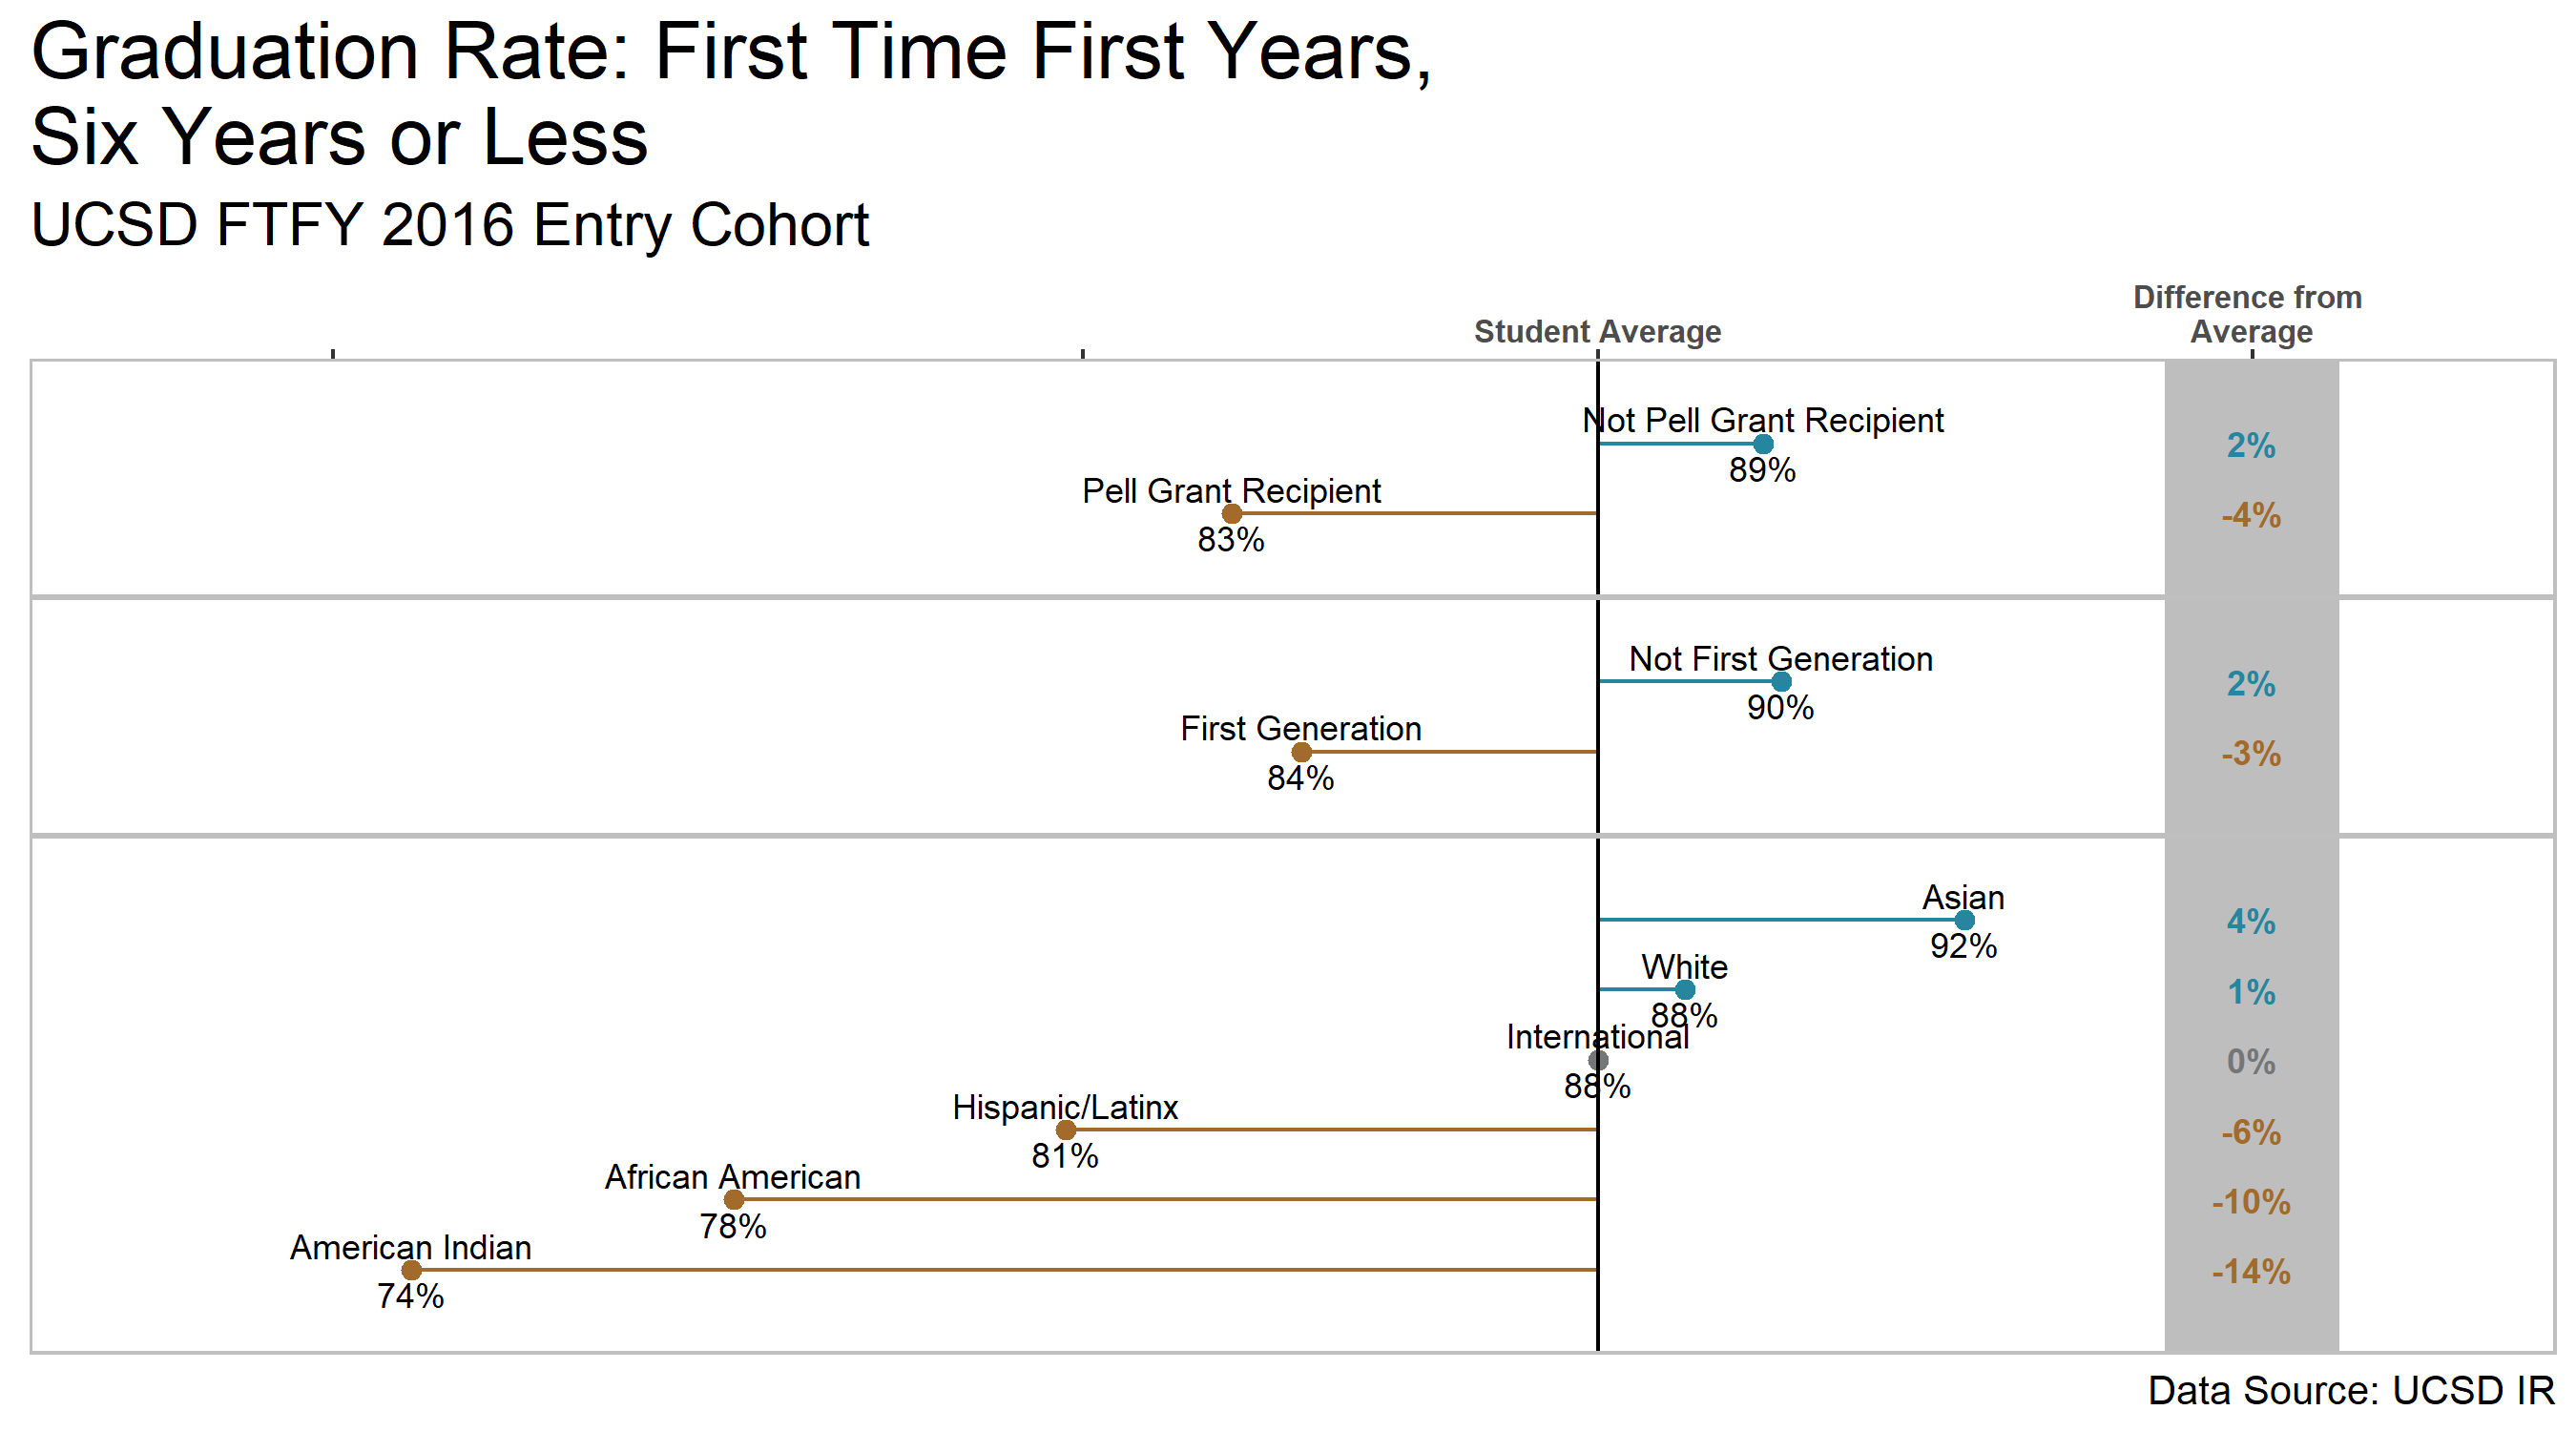 Graduation Rate: First Time First Years,
Six Years or Less
UCSD FTFY 2016 Entry Cohort
Student Average
Difference from
Average
Not Pell Grant Recipient
89%
2%
Pell Grant Recipient
83%
-4%
Not First Generation
90%
2%
First Generation
84%
-3%
Asian
92%
4%
White
88%
1%
International
88%
0%
Hispanic/Latinx
81%
-6%
African American
78%
-10%
American Indian
74%
-14%
Data Source: UCSD IR